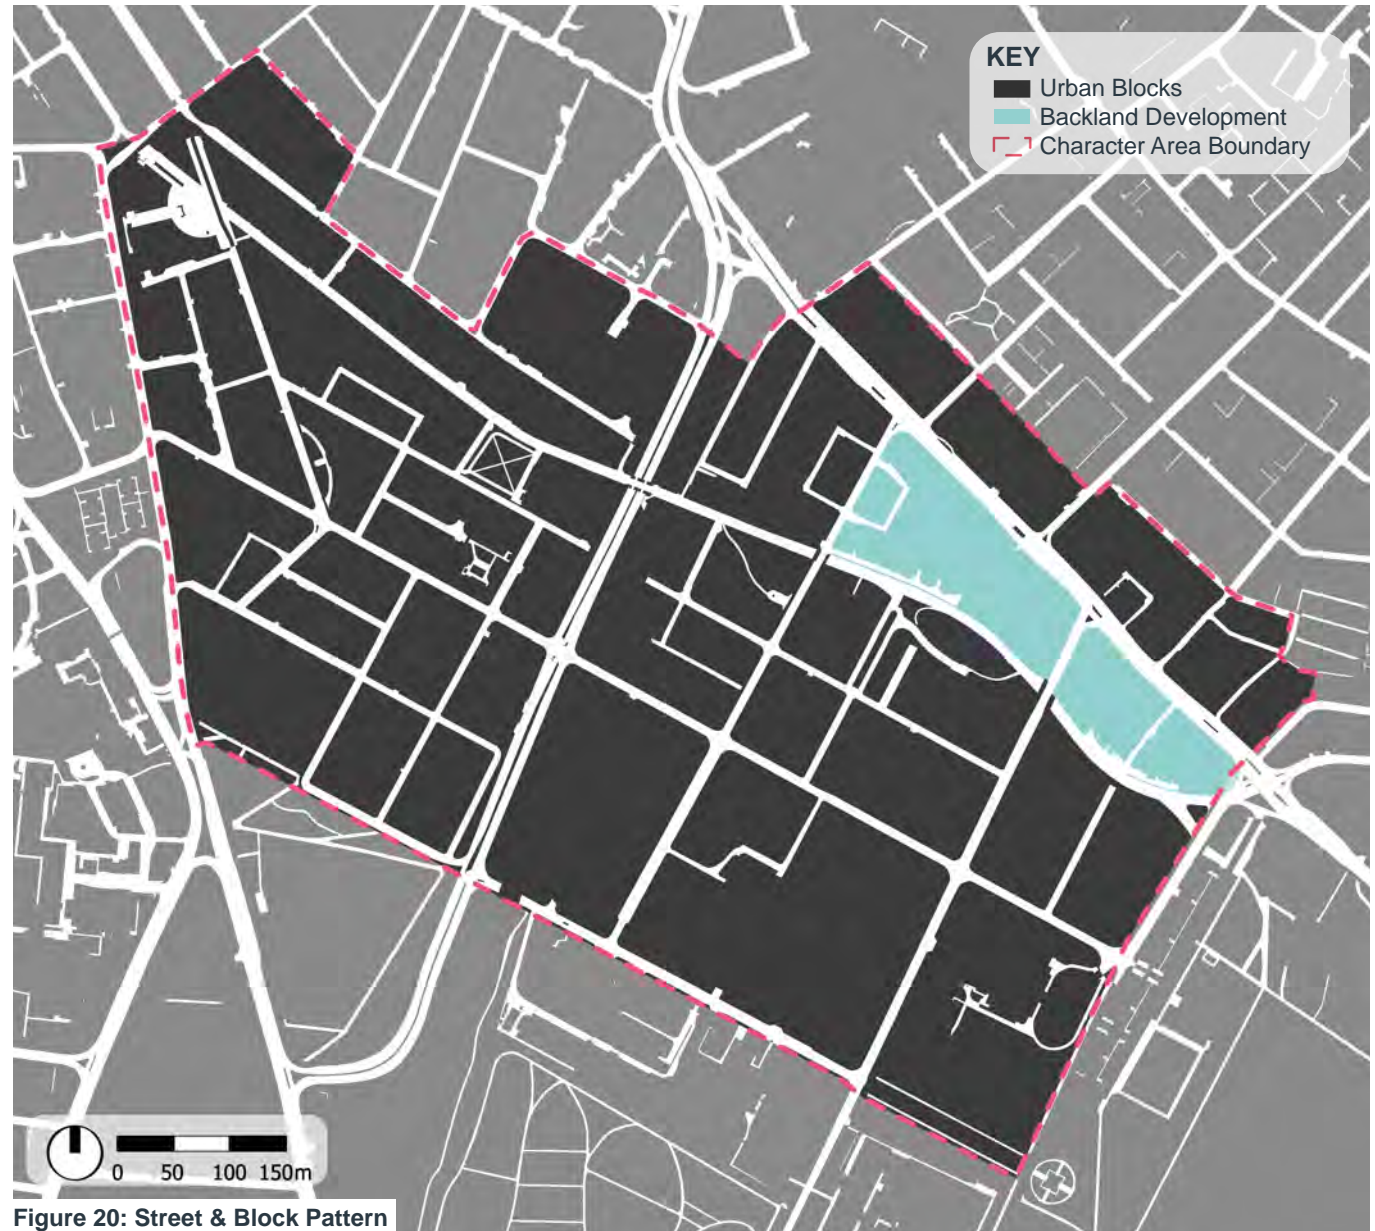 KEY
Urban Blocks
Backland Development
Character Area Boundary
0 50 100 150m
Figure 20: Street & Block Pattern